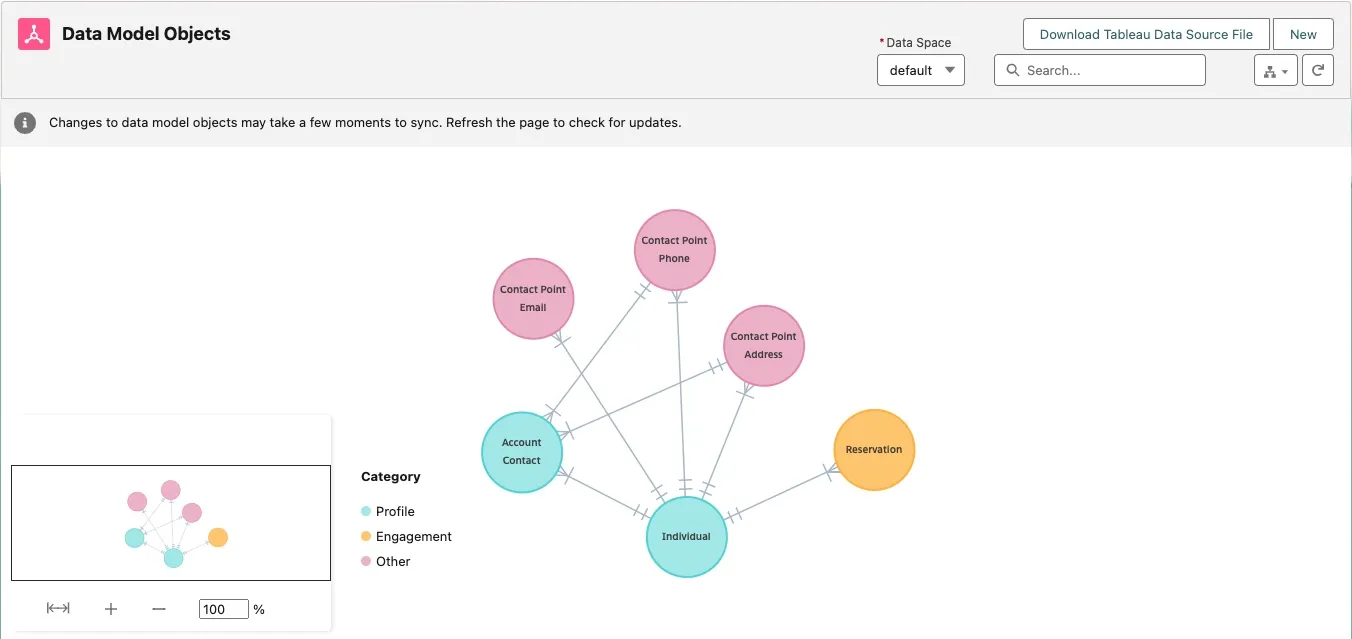 Data Model Objects
* Data Space
default
Search...
Download Tableau Data Source File
New
Changes to data model objects may take a few moments to sync. Refresh the page to check for updates.
Contact Point
Phone
Contact Point
Email
Contact Point
Address
Account
Contact
Reservation
Individual
Category
Profile
Engagement
Other
100 %